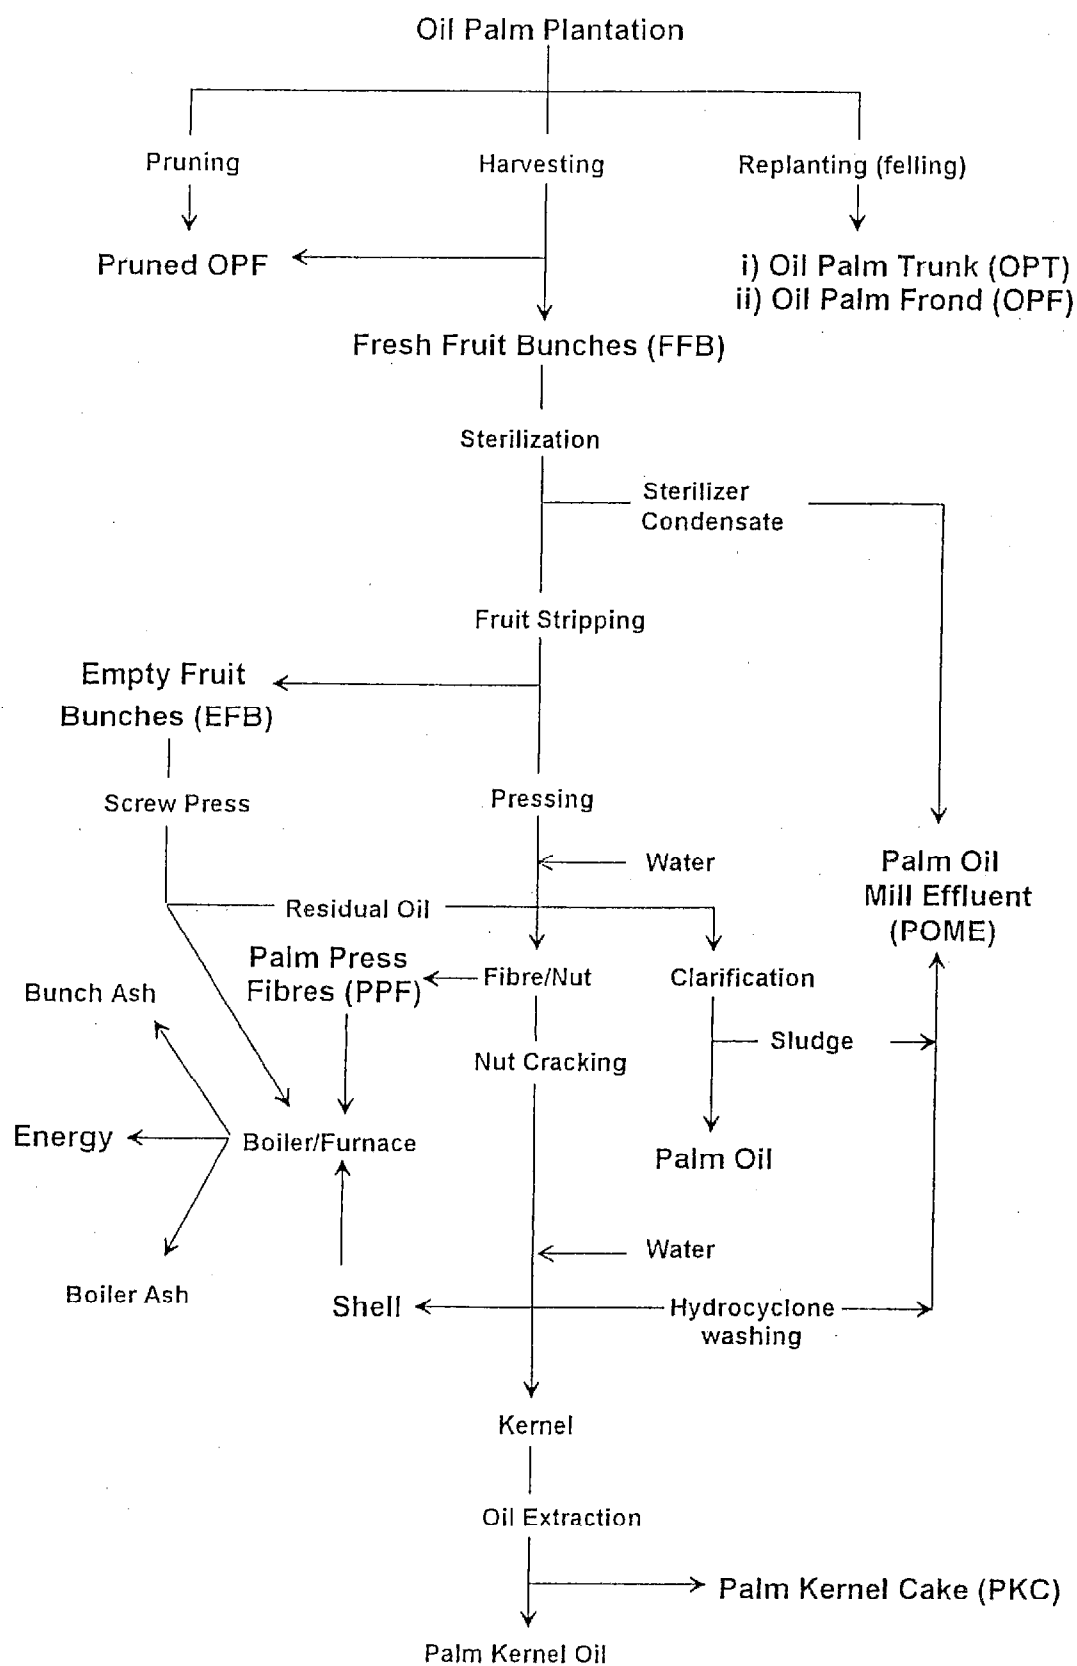 Oil Palm Plantation
Pruning
Harvesting
Replanting (felling)
Pruned OPF
i) Oil Palm Trunk (OPT)
ii) Oil Palm Frond (OPF)
Fresh Fruit Bunches (FFB)
Sterilization
Sterilizer
Condensate
Fruit Stripping
Empty Fruit
Bunches (EFB)
Screw Press
Pressing
Water
Palm Oil
Mill Effluent
(POME)
Residual Oil
Palm Press
Fibres (PPF)
Fibre/Nut
Clarification
Bunch Ash
Sludge
Nut Cracking
Energy
Boiler/Furnace
Palm Oil
Water
Boiler Ash
Shell
Hydrocyclone
washing
Kernel
Oil Extraction
Palm Kernel Cake (PKC)
Palm Kernel Oil